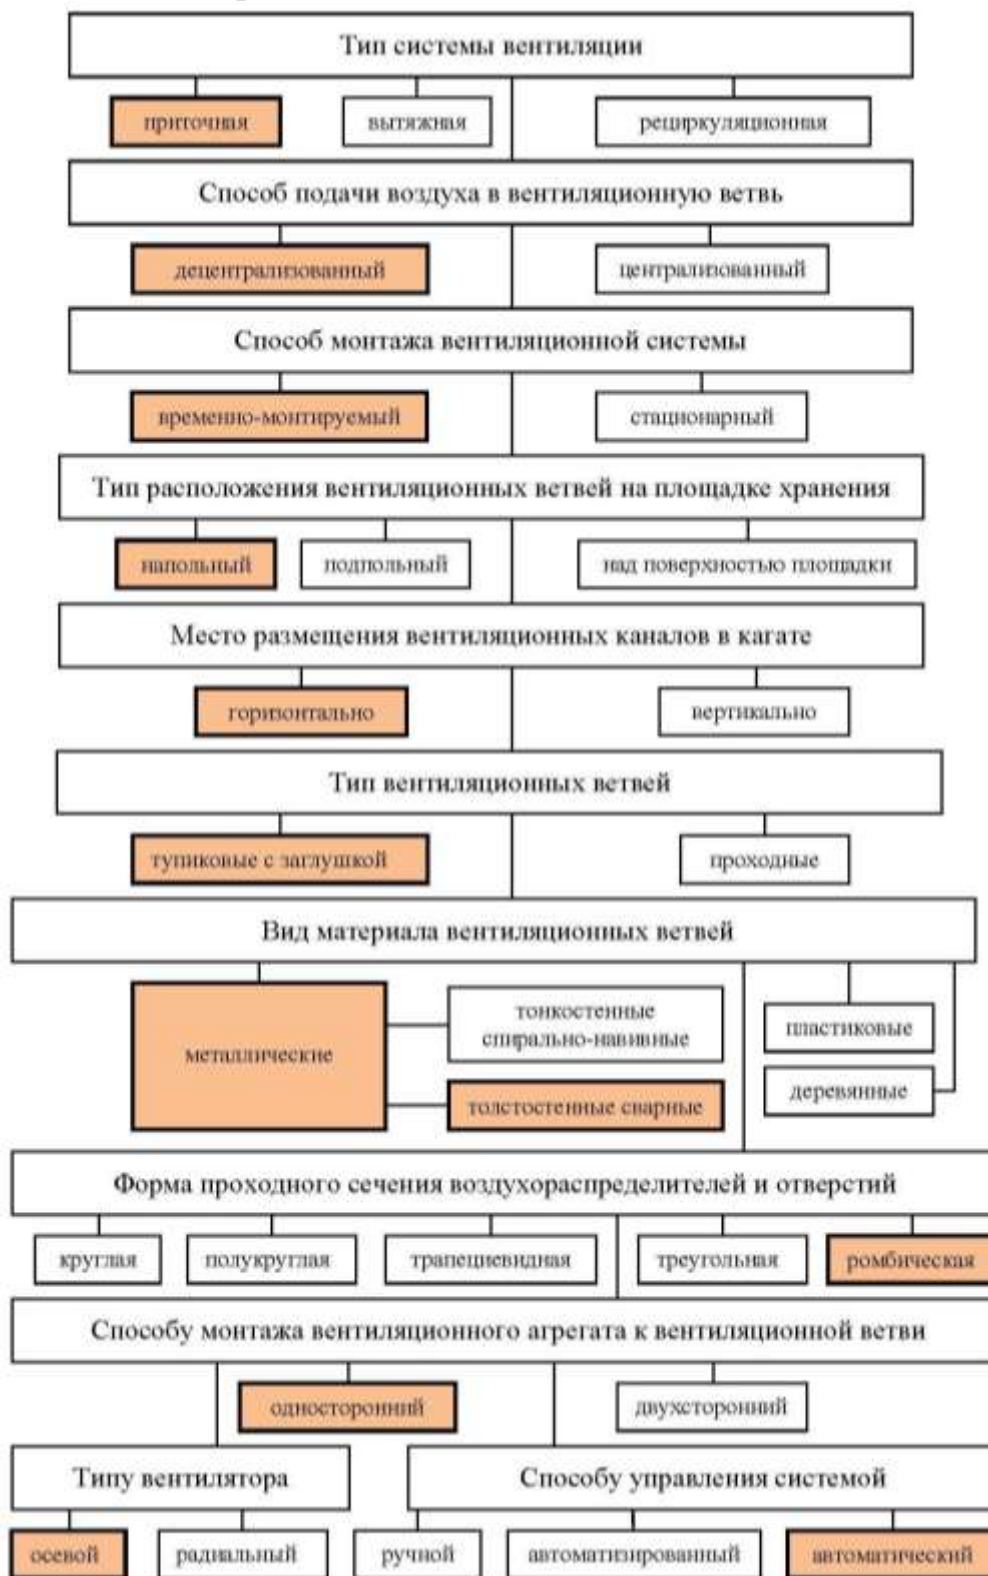 Тип системы вентиляции
приточная
вытяжная
рециркуляционная
Способ подачи воздуха в вентиляционную ветвь
децентрализованный
централизованный
Способ монтажа вентиляционной системы
временно-монтируемый
стационарный
Тип расположения вентиляционных ветвей на площадке хранения
напольный
подпольный
над поверхностью площадки
Место размещения вентиляционных каналов в кагате
горизонтально
вертикально
Тип вентиляционных ветвей
тупиковые с заглушкой
проходные
Вид материала вентиляционных ветвей
металлические
тонкостенные
спирально-навивные
толстостенные сварные
пластиковые
деревянные
Форма проходного сечения воздухораспределителей и отверстий
круглая
полукруглая
трапециевидная
треугольная
ромбическая
Способу монтажа вентиляционного агрегата к вентиляционной ветви
односторонний
двухсторонний
Типу вентилятора
Способу управления системой
осевой
радиальный
ручной
автоматизированный
автоматический